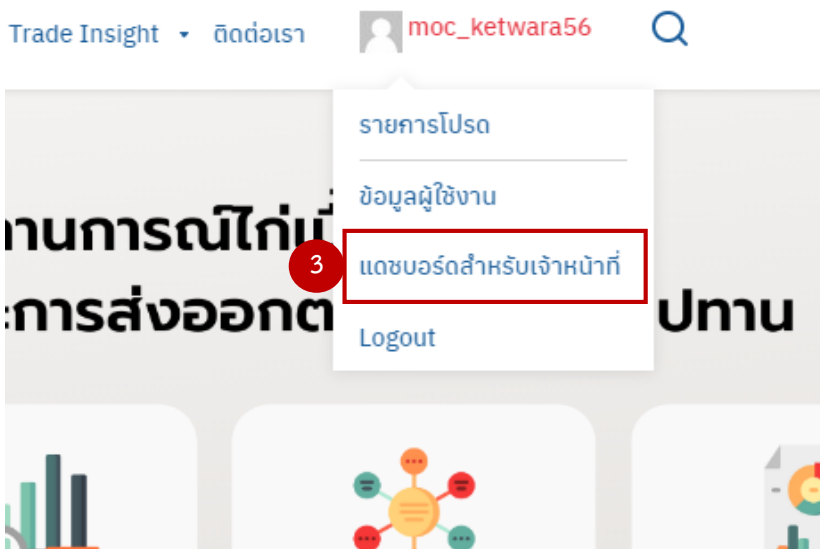 Trade Insight ติดต่อเรา moc_ketwara56
รายการโปรด
ข้อมูลผู้ใช้งาน
3 แดชบอร์ดสำหรับเจ้าหน้าที่
Logout
านการณ์ไก่เนื้
ะการส่งออกต ปทาน